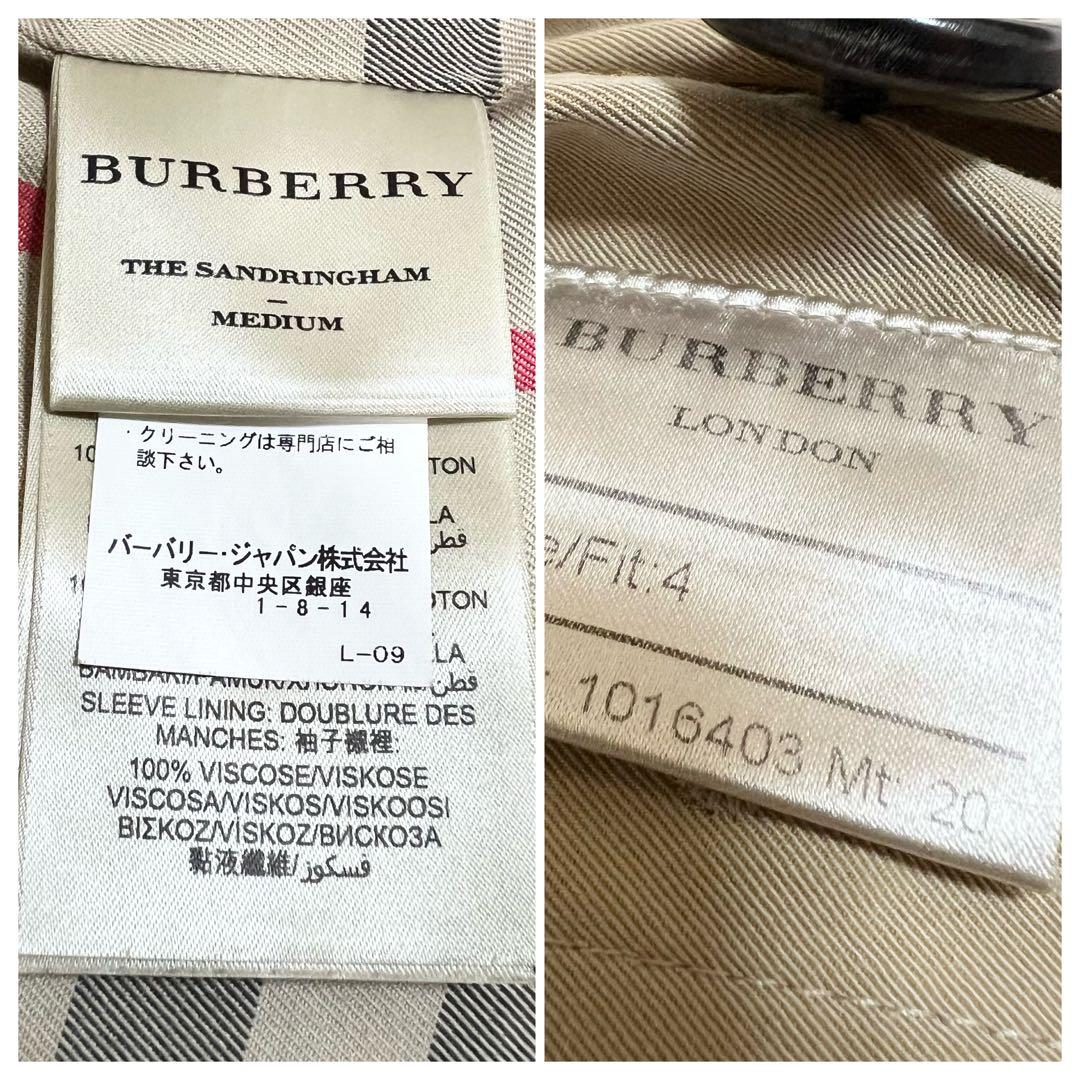 BURBERRY
THE SANDRINGHAM
–
MEDIUM
・クリーニングは専門店にご相
談下さい。
バーバリー・ジャパン株式会社
東京都中央区銀座
1-8-14
L-09
SLEEVE LINING: DOUBLURE DES
MANCHES: 袖子襯裡:
100% VISCOSE/VISKOSE
VISCOSA/VISKOS/VISKOOSI
ΒΙΣΚΟΖ/VISKOZ/ВИСКОЗА
黏液纖維/فسكوز
BURBERRY
LONDON
e/Fit:4
1016403 Mt: 20